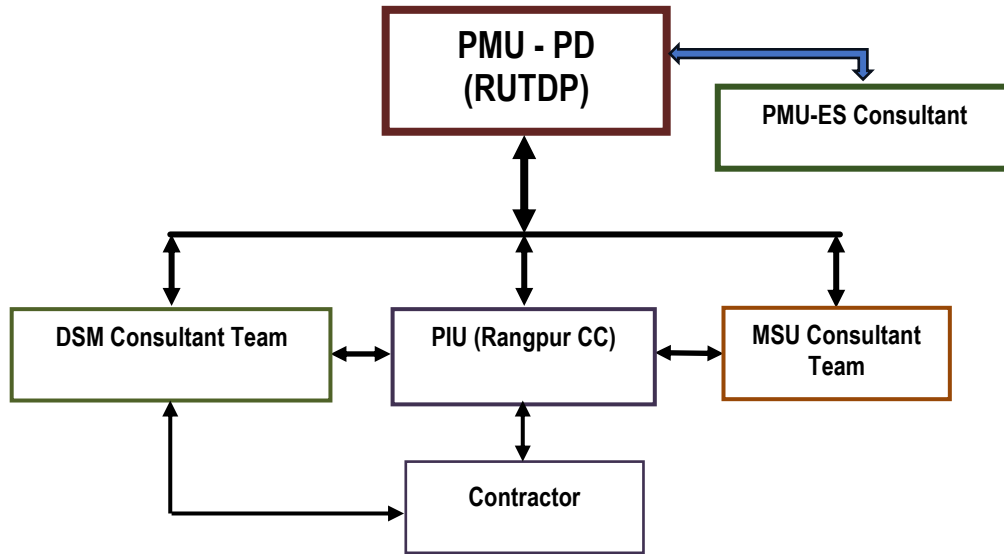 PMU - PD
(RUTDP)
PMU-ES Consultant
DSM Consultant Team
PIU (Rangpur CC)
MSU Consultant
Team
Contractor